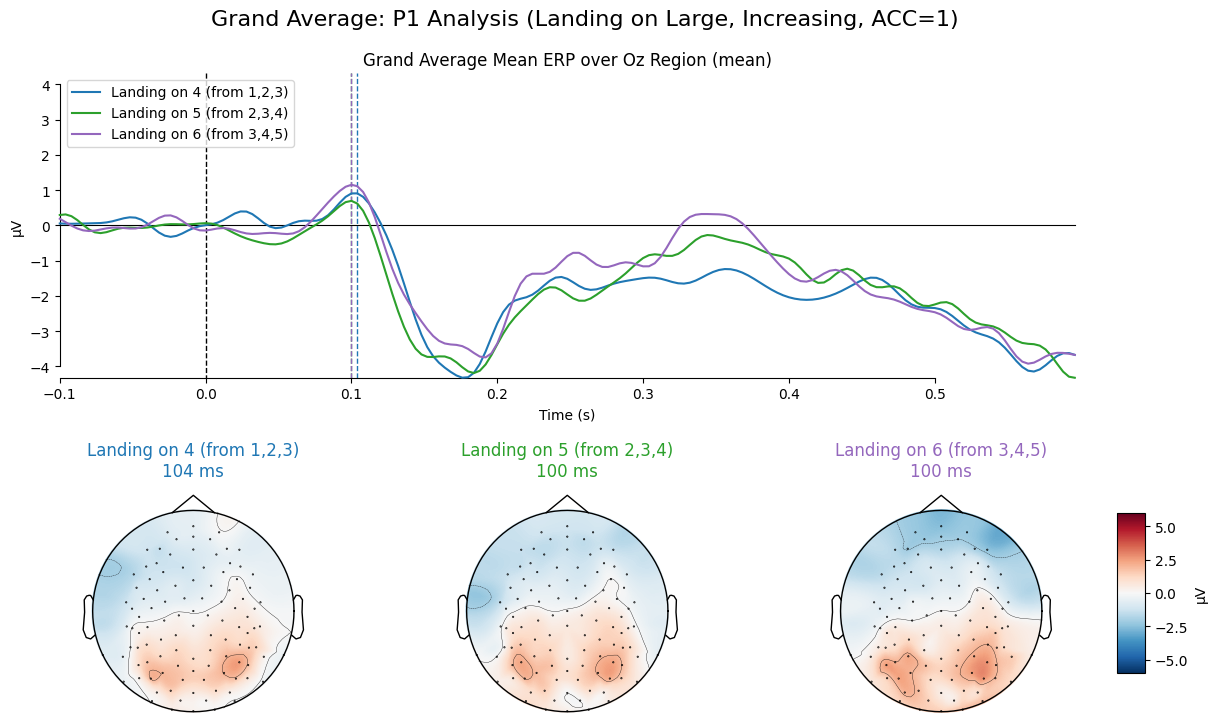 Grand Average: P1 Analysis (Landing on Large, Increasing, ACC=1)
Grand Average Mean ERP over Oz Region (mean)
Landing on 4 (from 1,2,3)
Landing on 5 (from 2,3,4)
Landing on 6 (from 3,4,5)
4
3
2
1
0
−1
−2
−3
−4
µV
−0.1 0.0 0.1 0.2 0.3 0.4 0.5
Time (s)
Landing on 4 (from 1,2,3)
104 ms
Landing on 5 (from 2,3,4)
100 ms
Landing on 6 (from 3,4,5)
100 ms
5.0
2.5
0.0
−2.5
−5.0
µV